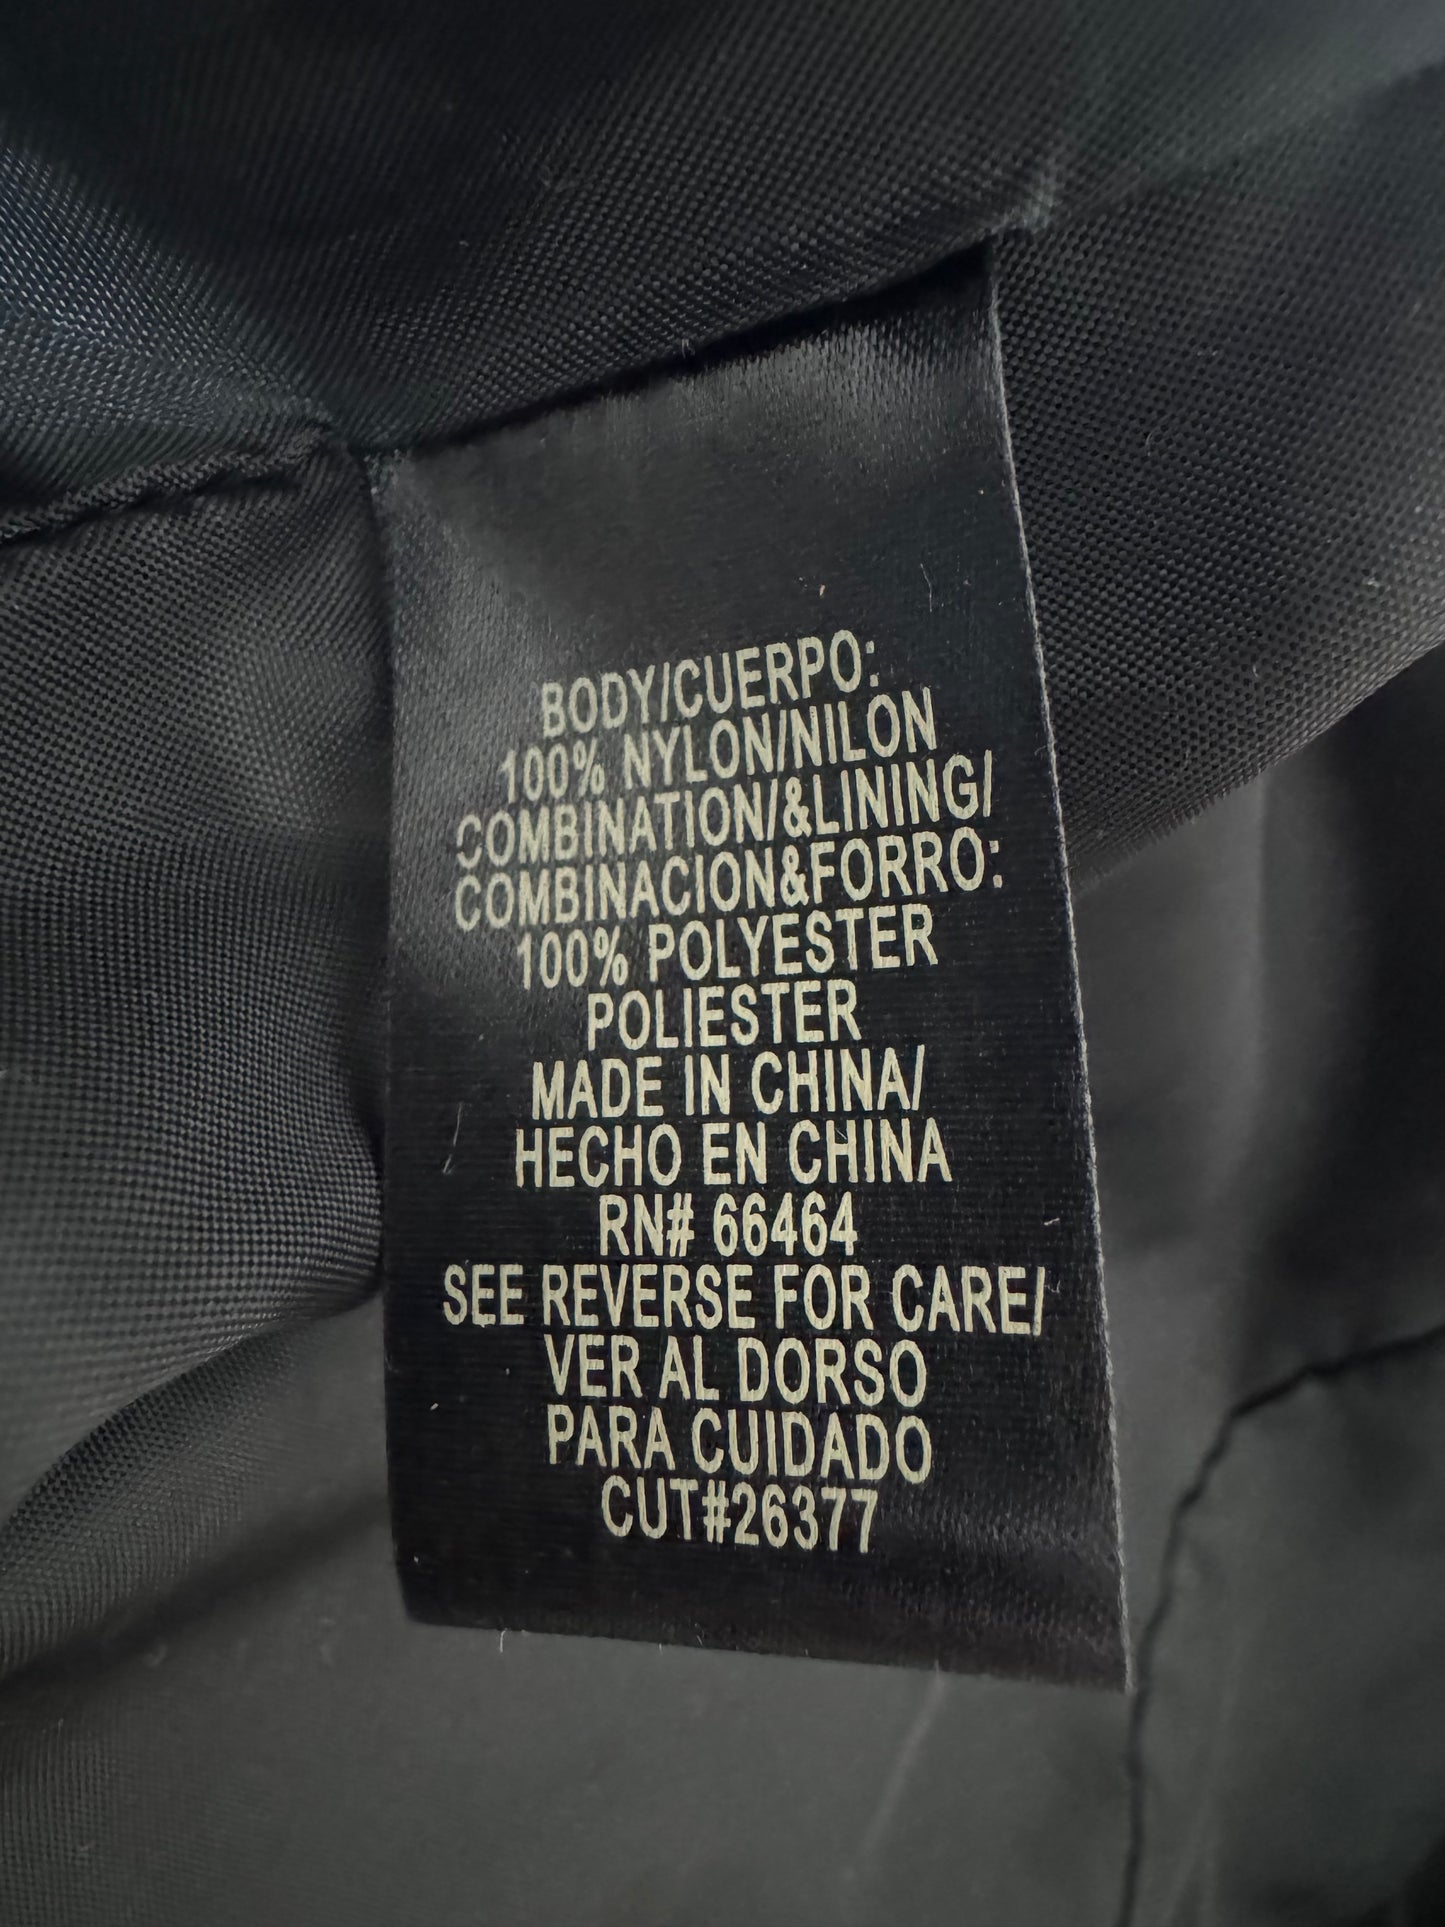 BODY/CUERPO:
100% NYLON/NILON
COMBINATION/&LINING/
COMBINACION&FORRO:
100% POLYESTER
POLIESTER
MADE IN CHINA/
HECHO EN CHINA
RN# 66464
SEE REVERSE FOR CARE/
VER AL DORSO
PARA CUIDADO
CUT#26377